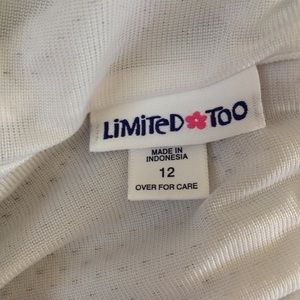 LiMiTeD TOO
MADE IN
INDONESIA
12
OVER FOR CARE